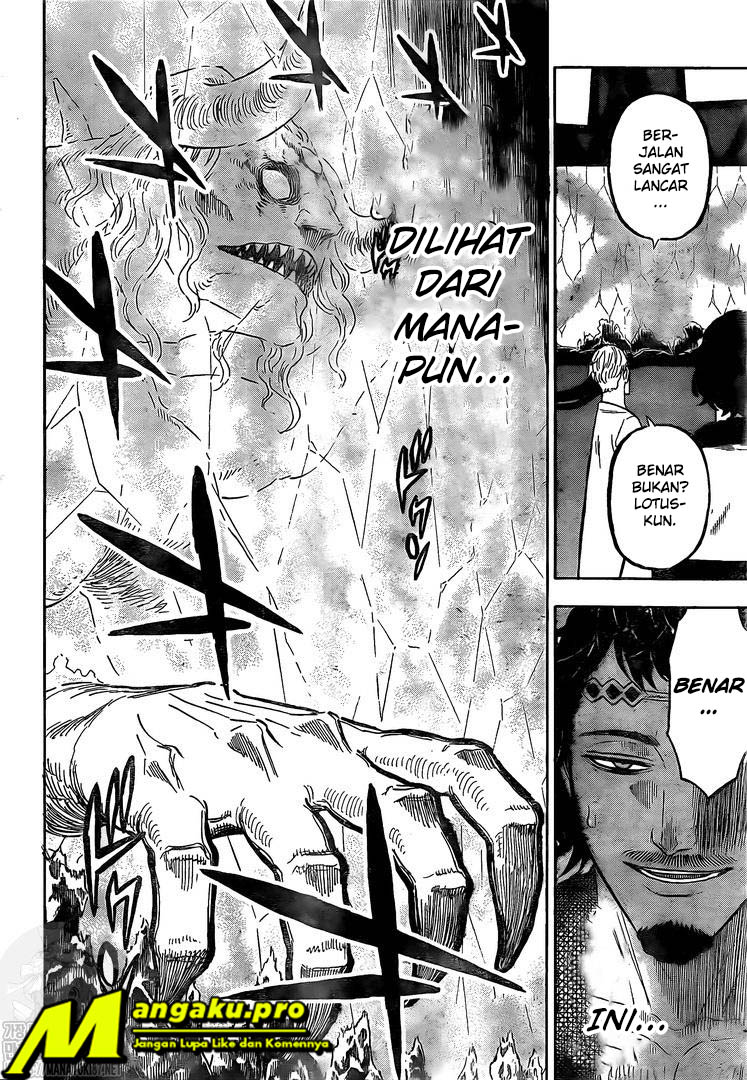 BER-
JALAN
SANGAT
LANCAR
...
BENAR
BUKAN?
LOTUS-
KUN.
BENAR
...
INI...
DILIHAT
DARI
MANA-
PUN...
Mangaku.pro
Jangan Lupa Like dan Komennya